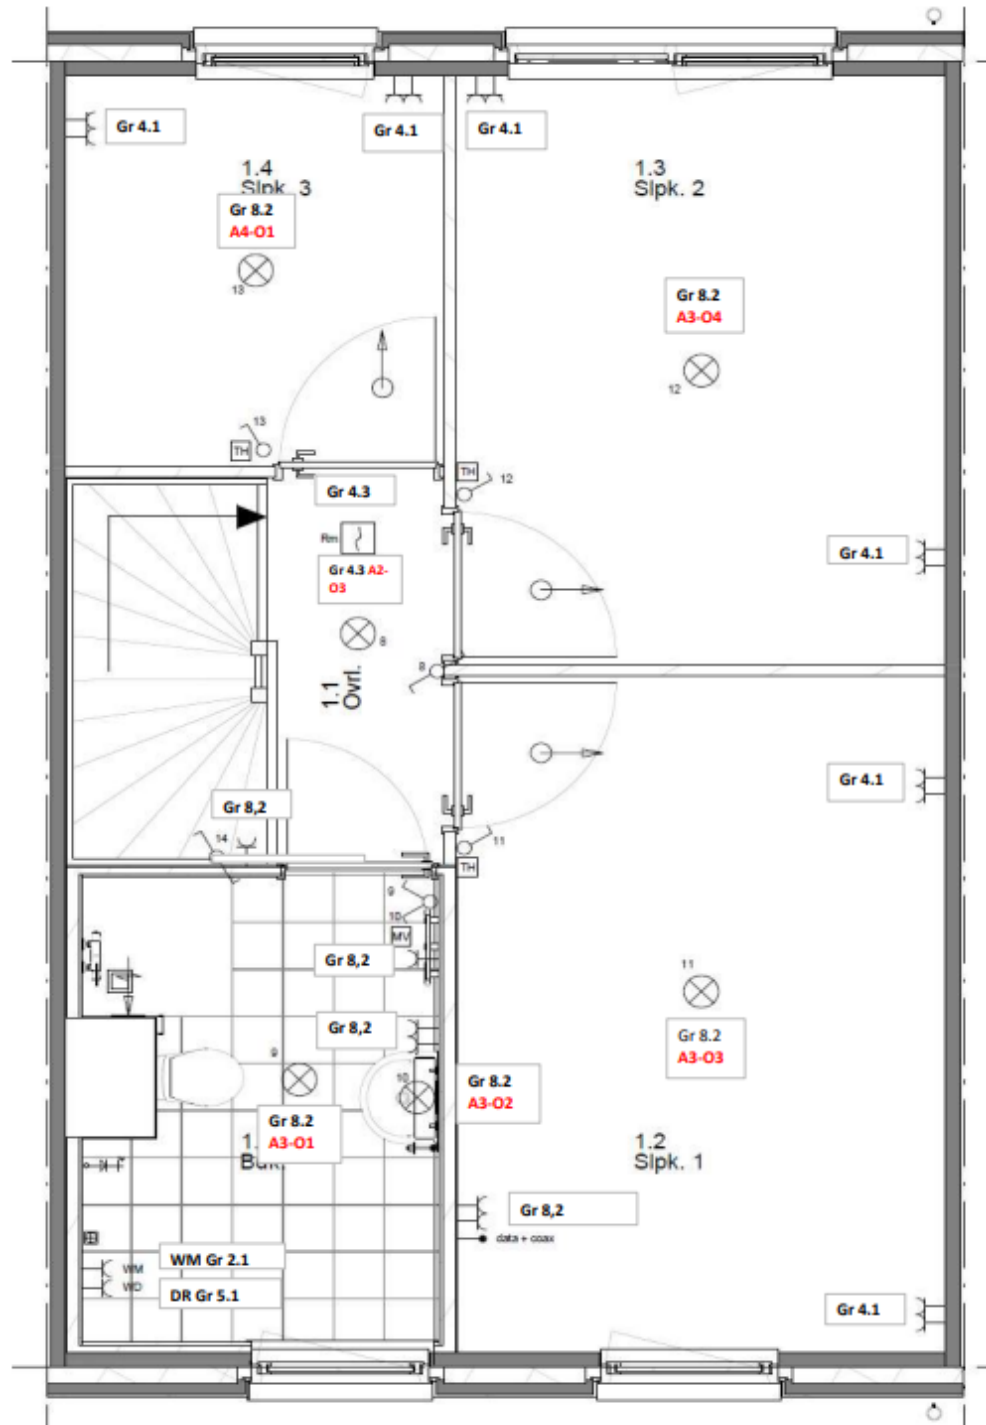 Gr 4.1
Gr 4.1
Gr 4.1
1.4
Slpk. 3
1.3
Slpk. 2
Gr 8.2
A4-O1
13
Gr 8.2
A3-O4
12
13
TH
TH
12
Gr 4.3
Rm
Gr 4.3 A2-
O3
8
Gr 4.1
8
1.1
Ovrl.
Gr 4.1
Gr 8,2
14
11
TH
9
10
MV
Gr 8,2
11
Gr 8,2
Gr 8.2
A3-O3
9
10
Gr 8.2
A3-O2
Gr 8.2
A3-O1
1.2
Slpk. 1
Gr 8,2
data + coax
WM Gr 2.1
WM
WD
DR Gr 5.1
Gr 4.1